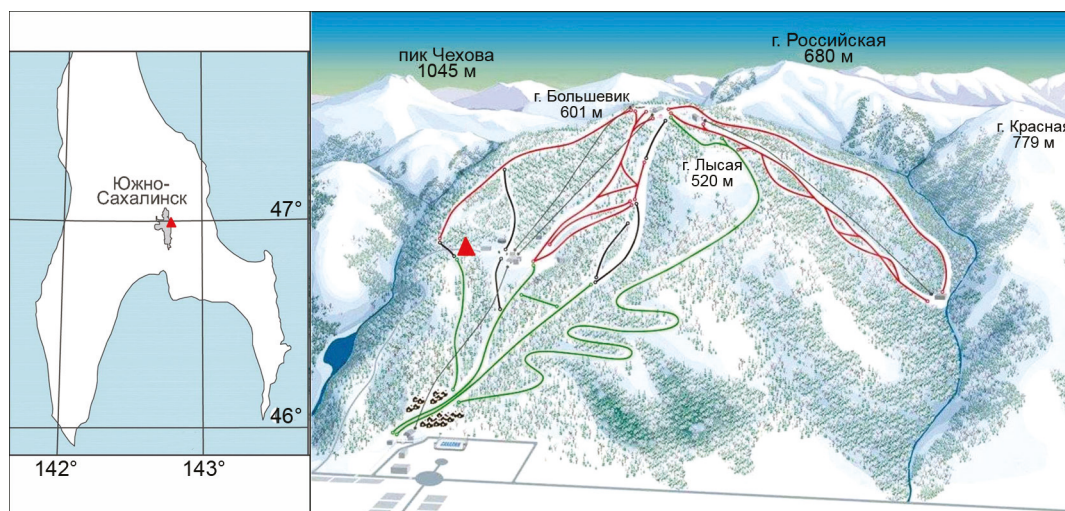 Южно-
Сахалинск
47°
46°
142°
143°
пик Чехова
1045 м
г. Российская
680 м
г. Большевик
601 м
г. Красная
779 м
г. Лысая
520 м